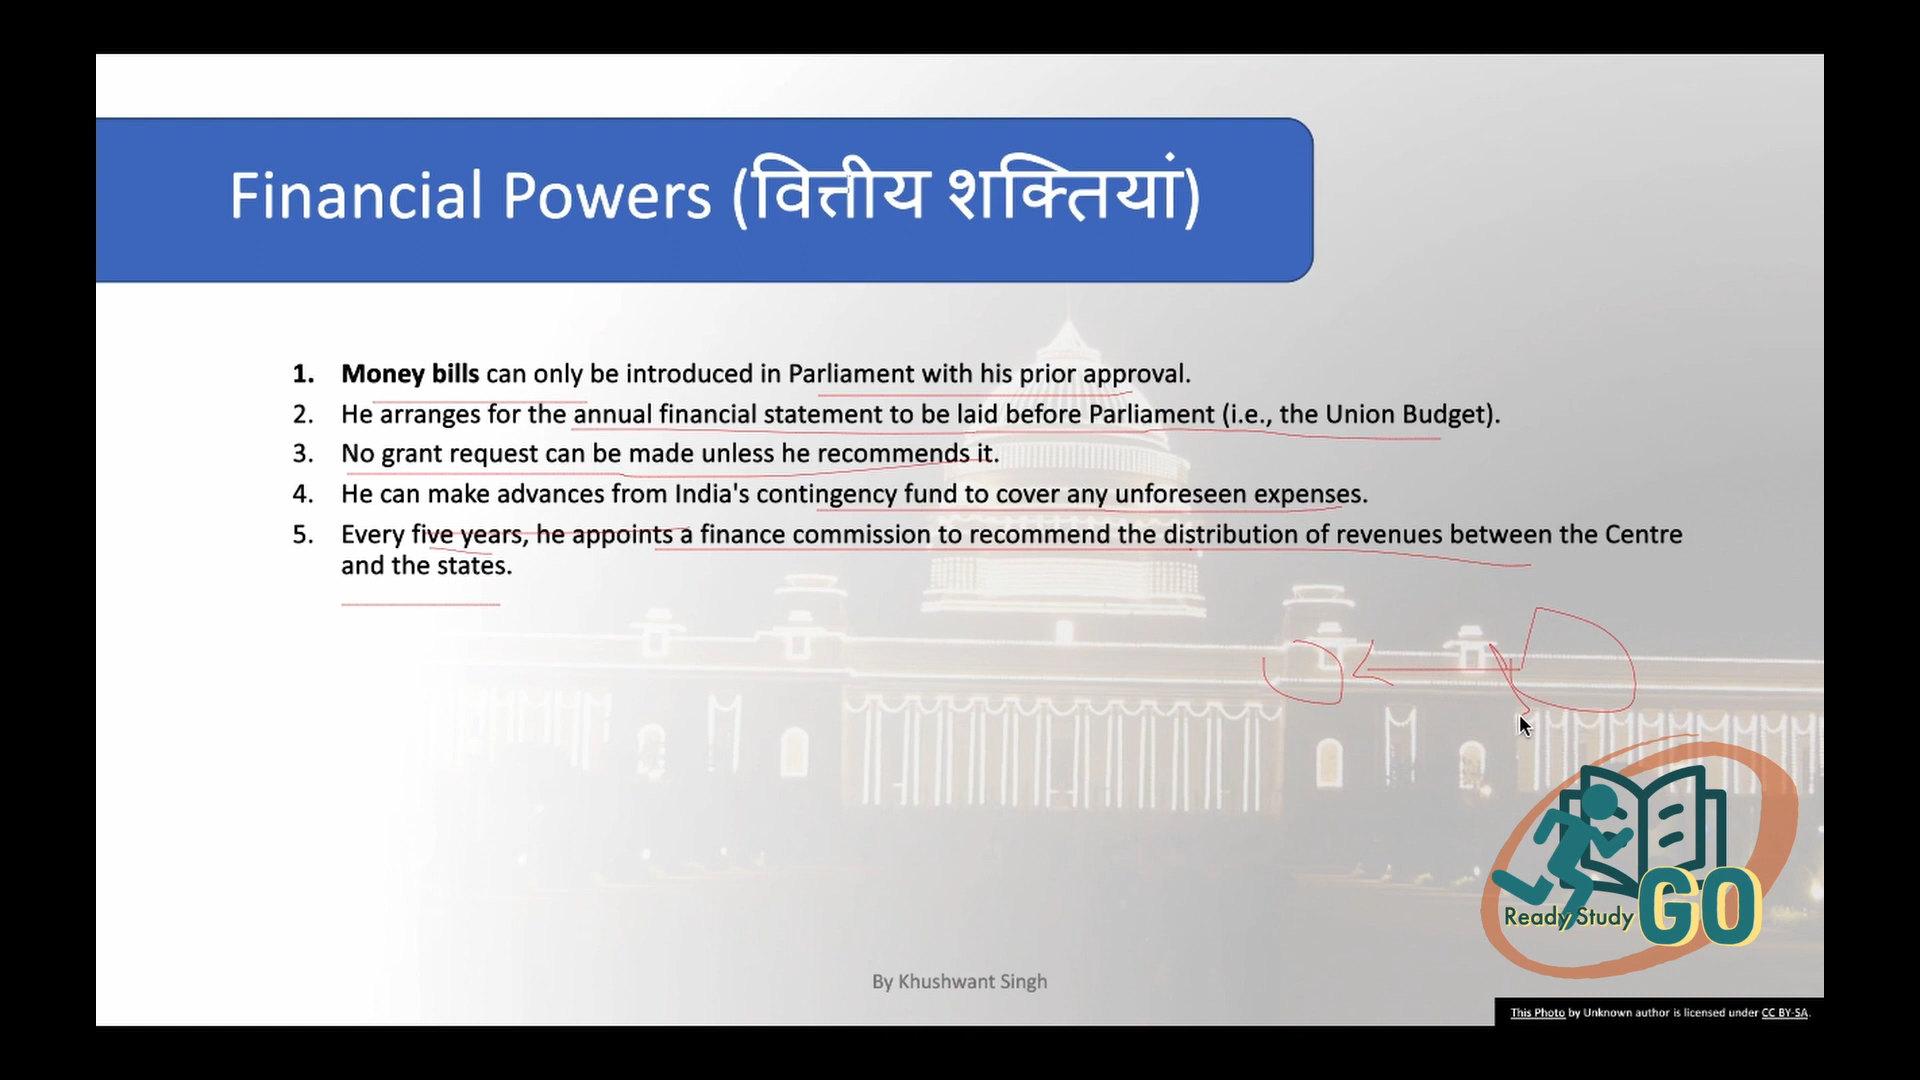 Financial Powers (वित्तीय शक्तियां)
1. Money bills can only be introduced in Parliament with his prior approval.
2. He arranges for the annual financial statement to be laid before Parliament (i.e., the Union Budget).
3. No grant request can be made unless he recommends it.
4. He can make advances from India's contingency fund to cover any unforeseen expenses.
5. Every five years, he appoints a finance commission to recommend the distribution of revenues between the Centre
and the states.
Ready Study GO
By Khushwant Singh
This Photo by Unknown author is licensed under CC BY-SA.